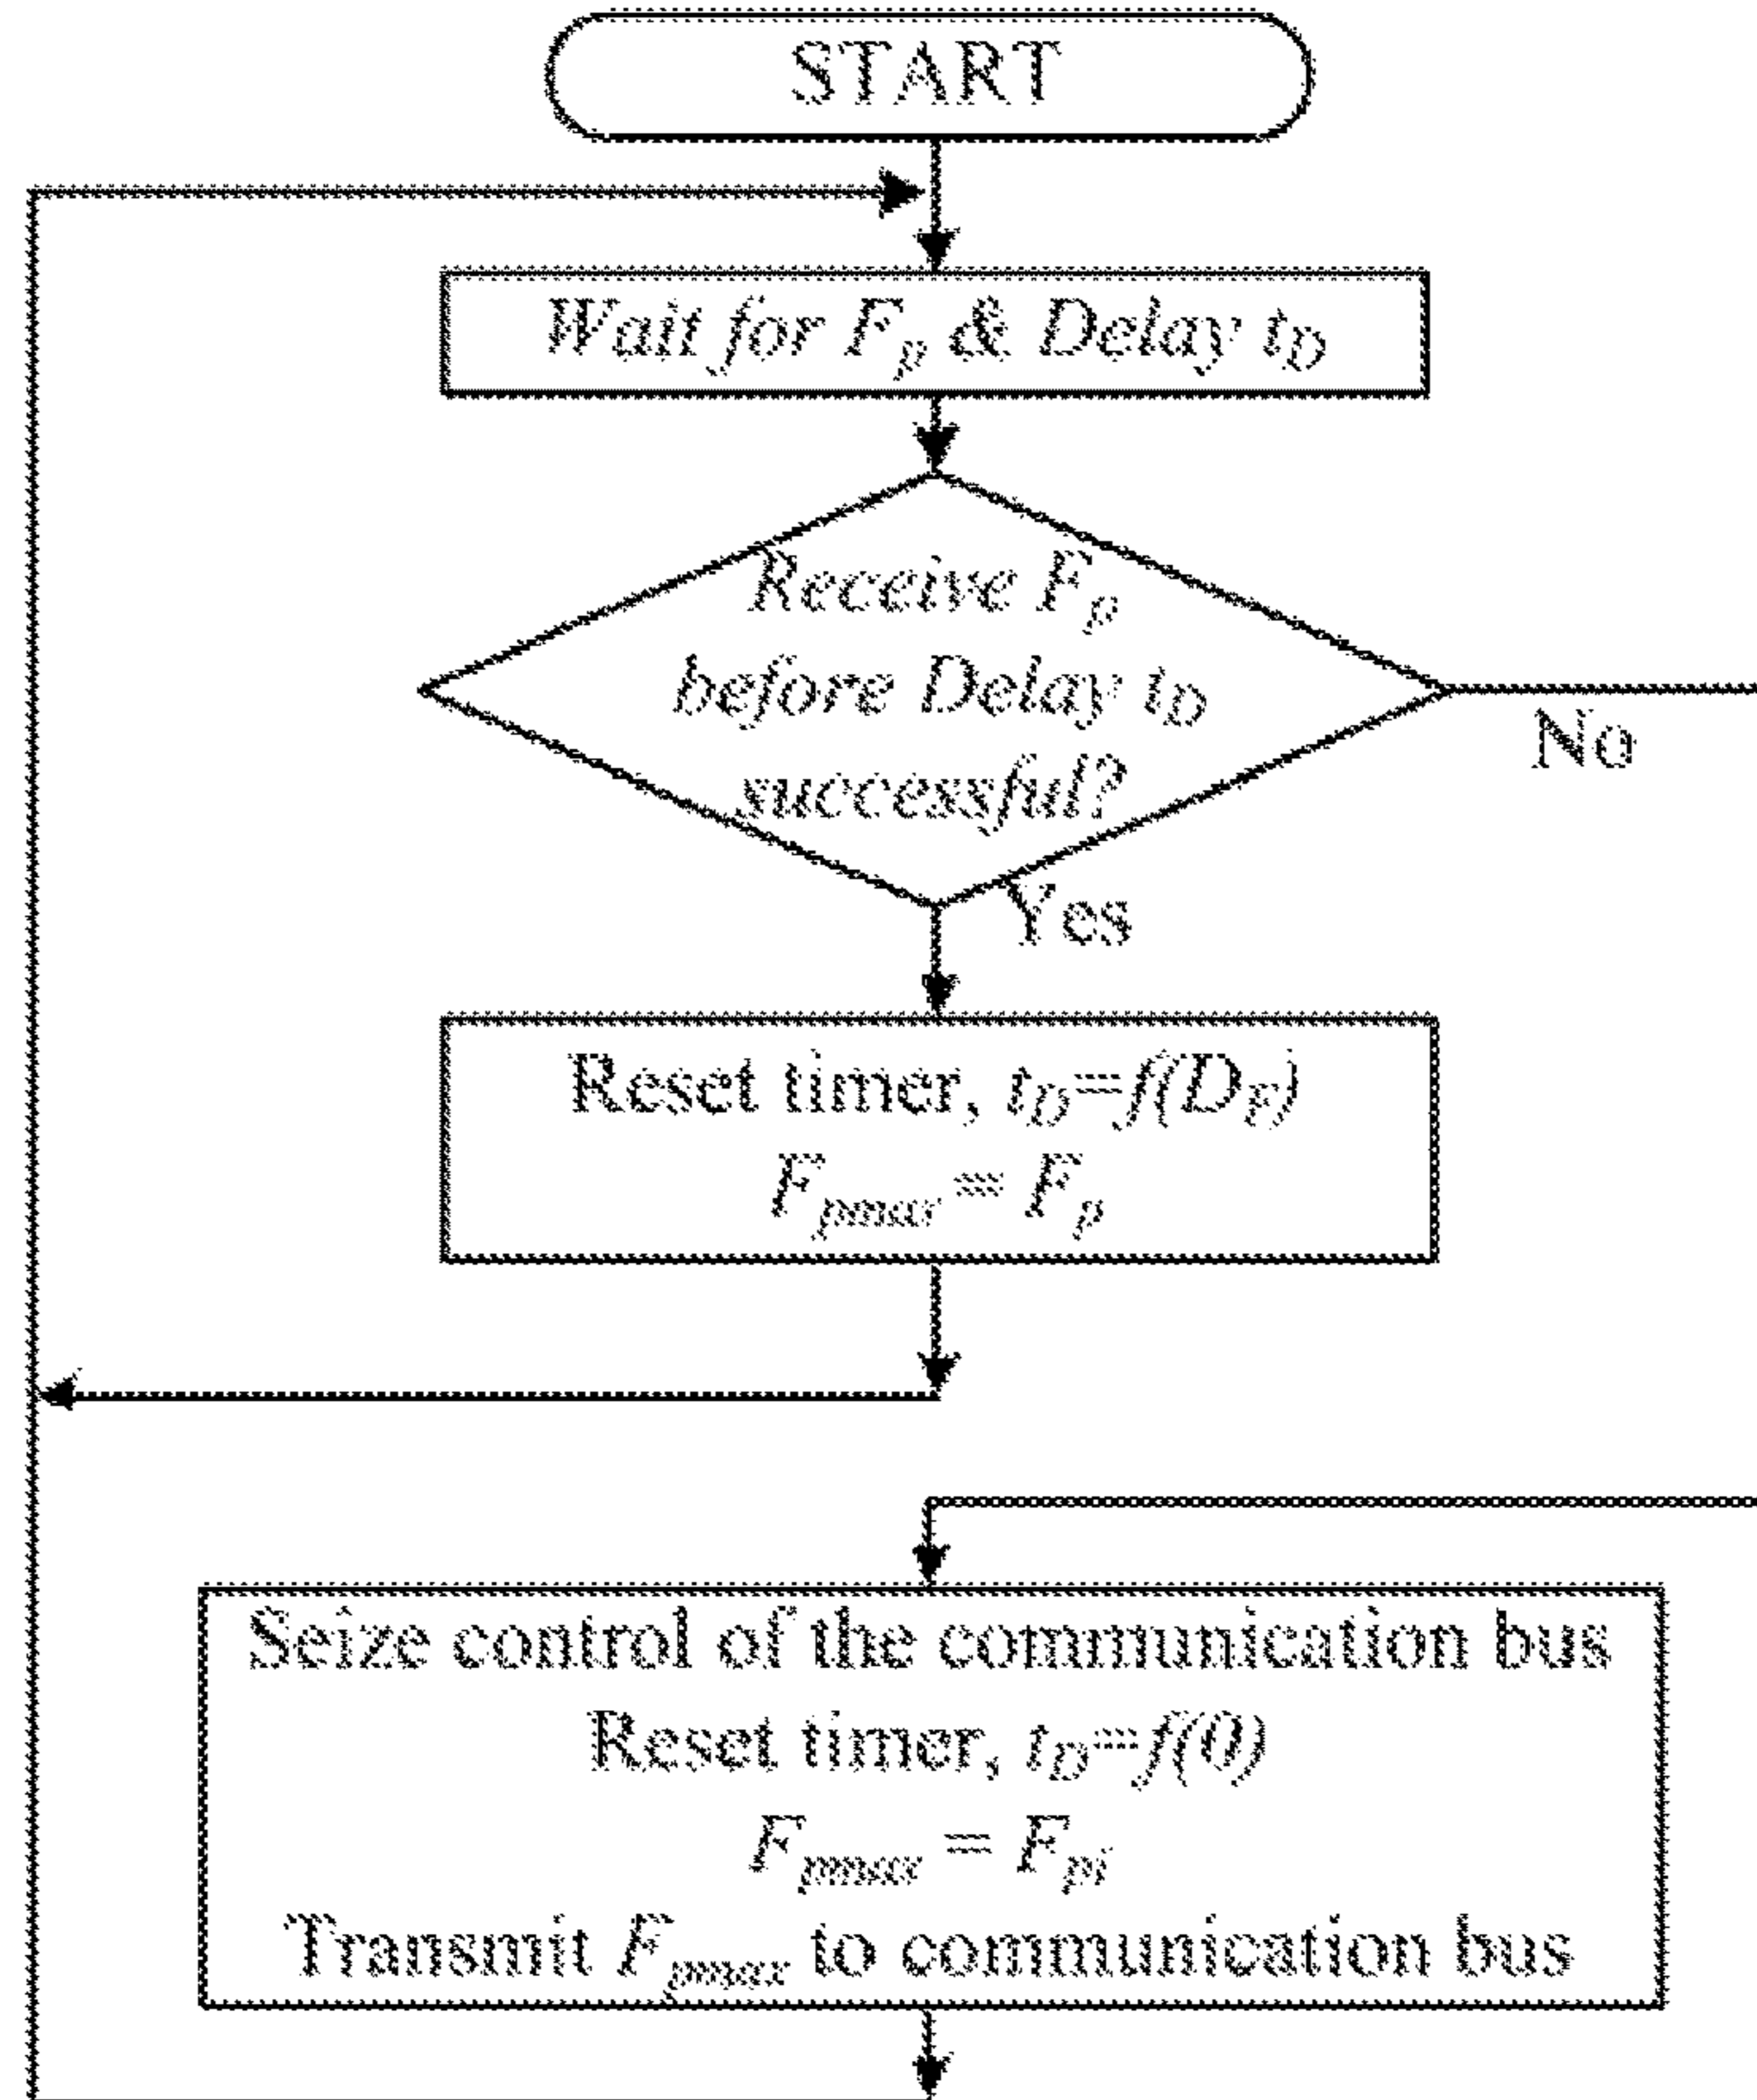 START
Wait for Fp & Delay tD
Receive Fp
before Delay tD
successful?
No
Yes
Reset timer, tD=f(DF)
Fpmax = Fp
Seize control of the communication bus
Reset timer, tD=f(0)
Fpmax = Fpi
Transmit Fpmax to communication bus